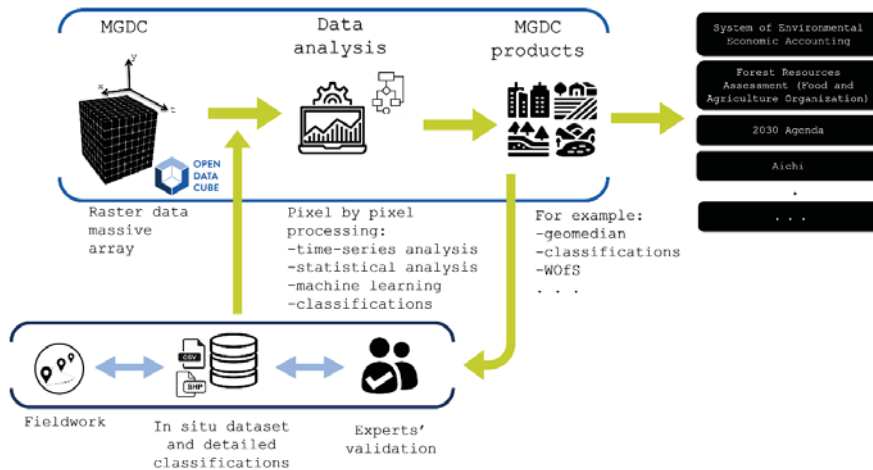 MGDC
Data
analysis
MGDC
products
y
x
t
OPEN
DATA
CUBE
Raster data
massive
array
Pixel by pixel
processing:
-time-series analysis
-statistical analysis
-machine learning
-classifications
For example:
-geomedian
-classifications
-WOfS
. . .
System of Environmental
Economic Accounting
Forest Resources
Assessment (Food and
Agriculture Organization)
2030 Agenda
Aichi
.
. . .
CSV
SHP
Fieldwork
In situ dataset
and detailed
classifications
Experts’
validation